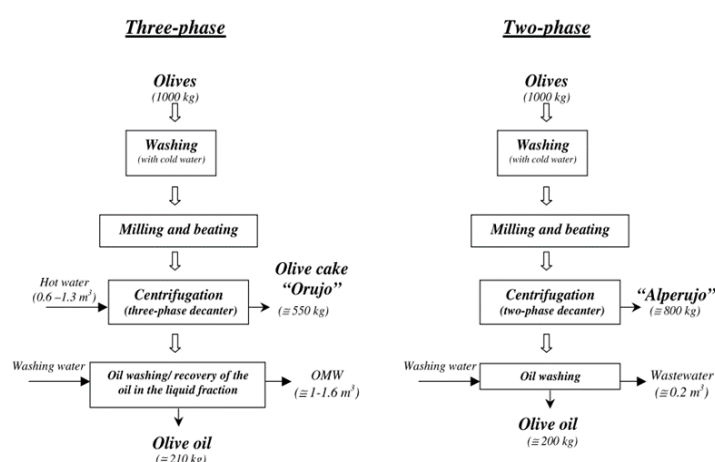 Three-phase
Olives
(1000 kg)
Washing
(with cold water)
Milling and beating
Hot water
(0.6 –1.3 m³)
Centrifugation
(three-phase decanter)
Olive cake
“Orujo”
(≅550 kg)
Washing water
Oil washing/ recovery of the
oil in the liquid fraction
OMW
(≅1-1.6 m³)
Olive oil
(≅210 kg)
Two-phase
Olives
(1000 kg)
Washing
(with cold water)
Milling and beating
Centrifugation
(two-phase decanter)
“Alperujo”
(≅800 kg)
Washing water
Oil washing
Wastewater
(≅0.2 m³)
Olive oil
(≅200 kg)